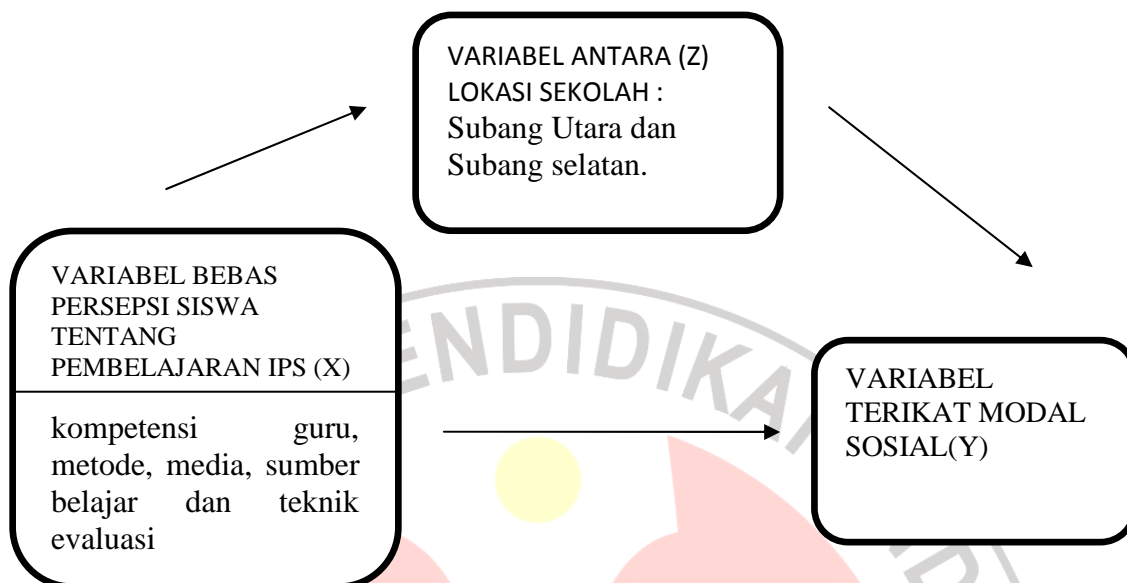 VARIABEL ANTARA (Z)
LOKASI SEKOLAH :
Subang Utara dan
Subang selatan.
VARIABEL BEBAS
PERSEPSI SISWA
TENTANG
PEMBELAJARAN IPS (X)
kompetensi guru,
metode, media, sumber
belajar dan teknik
evaluasi
VARIABEL
TERIKAT MODAL
SOSIAL(Y)